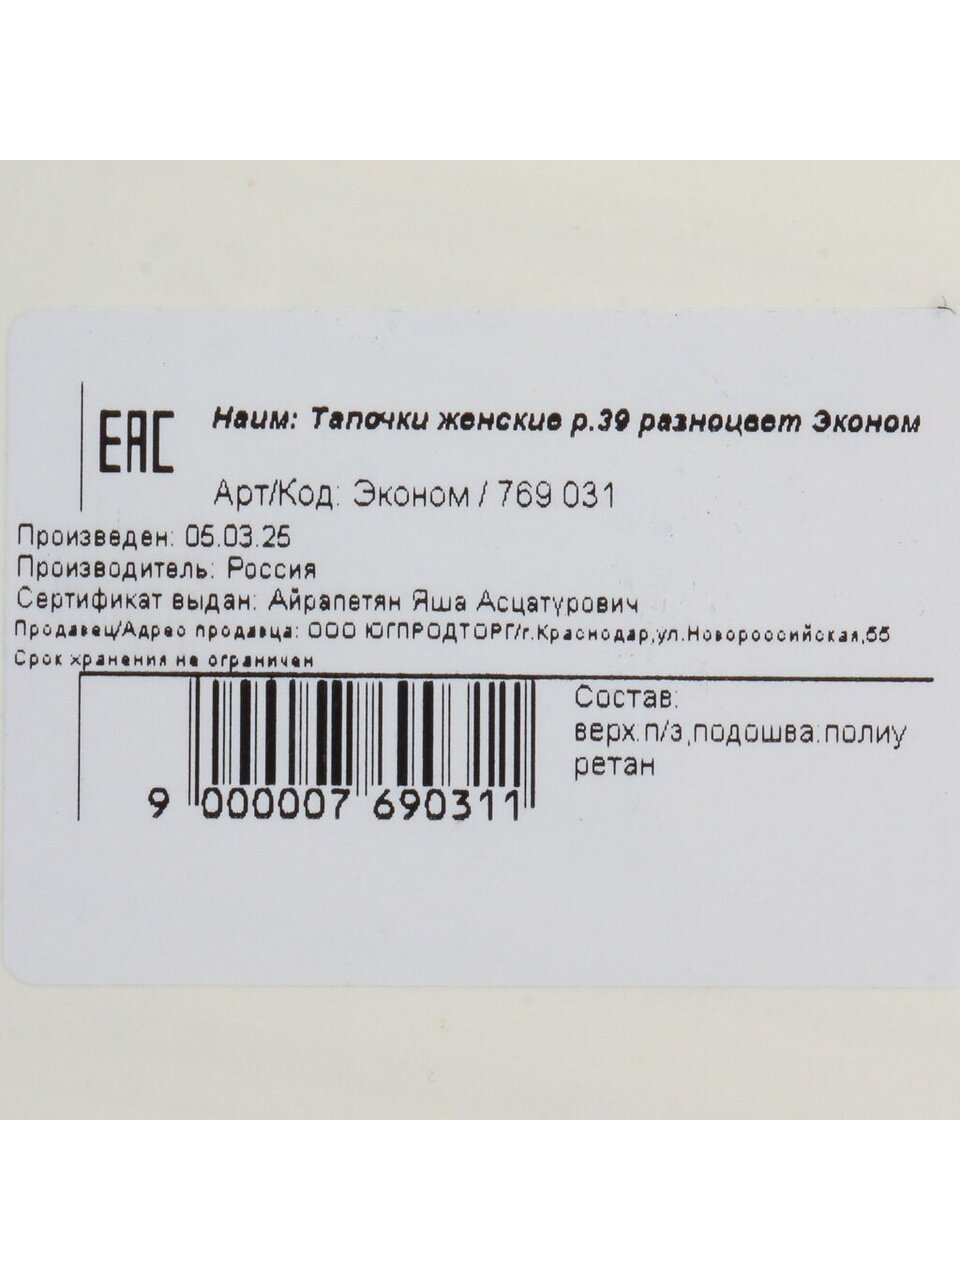 EAC
Наим: Тапочки женские р.39 разноцвет Эконом
Арт/Код: Эконом / 769 031
Произведен: 05.03.25
Производитель: Россия
Сертификат выдан: Айрапетян Яша Асцатурович
Продавец/Адрес продавца: ООО ЮГПРОДТОРГ/г.Краснодар,ул.Новороссийская,55
Срок хранения не ограничен
Состав:
верх:п/э,подошва:полиу
ретан
9 000007 690311